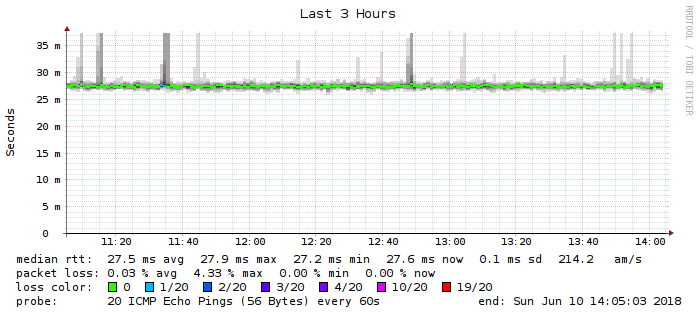 Last 3 Hours
RRDTOOL / TOBI OETIKER
Seconds
35 m
30 m
25 m
20 m
15 m
10 m
5 m
0
11:20 11:40 12:00 12:20 12:40 13:00 13:20 13:40 14:00
median rtt: 27.5 ms avg 27.9 ms max 27.2 ms min 27.6 ms now 0.1 ms sd 214.2 am/s
packet loss: 0.03 % avg 4.33 % max 0.00 % min 0.00 % now
loss color: 0 1/20 2/20 3/20 4/20 10/20 19/20
probe: 20 ICMP Echo Pings (56 Bytes) every 60s end: Sun Jun 10 14:05:03 2018